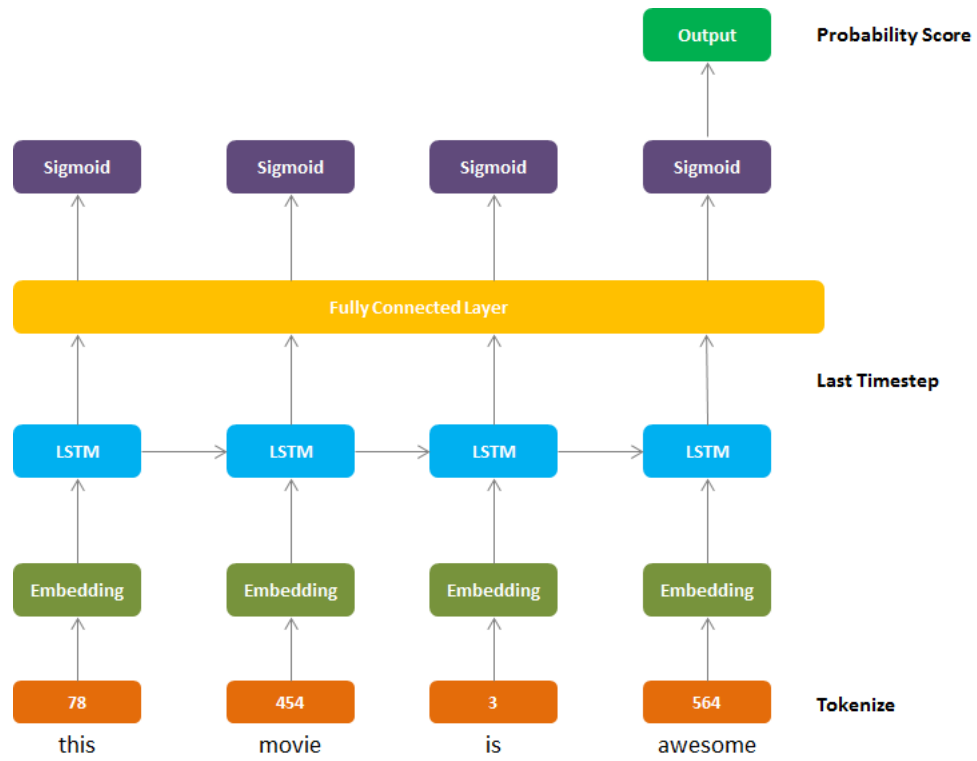 Output Probability Score
Sigmoid Sigmoid Sigmoid Sigmoid
Fully Connected Layer
Last Timestep
LSTM LSTM LSTM LSTM
Embedding Embedding Embedding Embedding
78 454 3 564 Tokenize
this movie is awesome